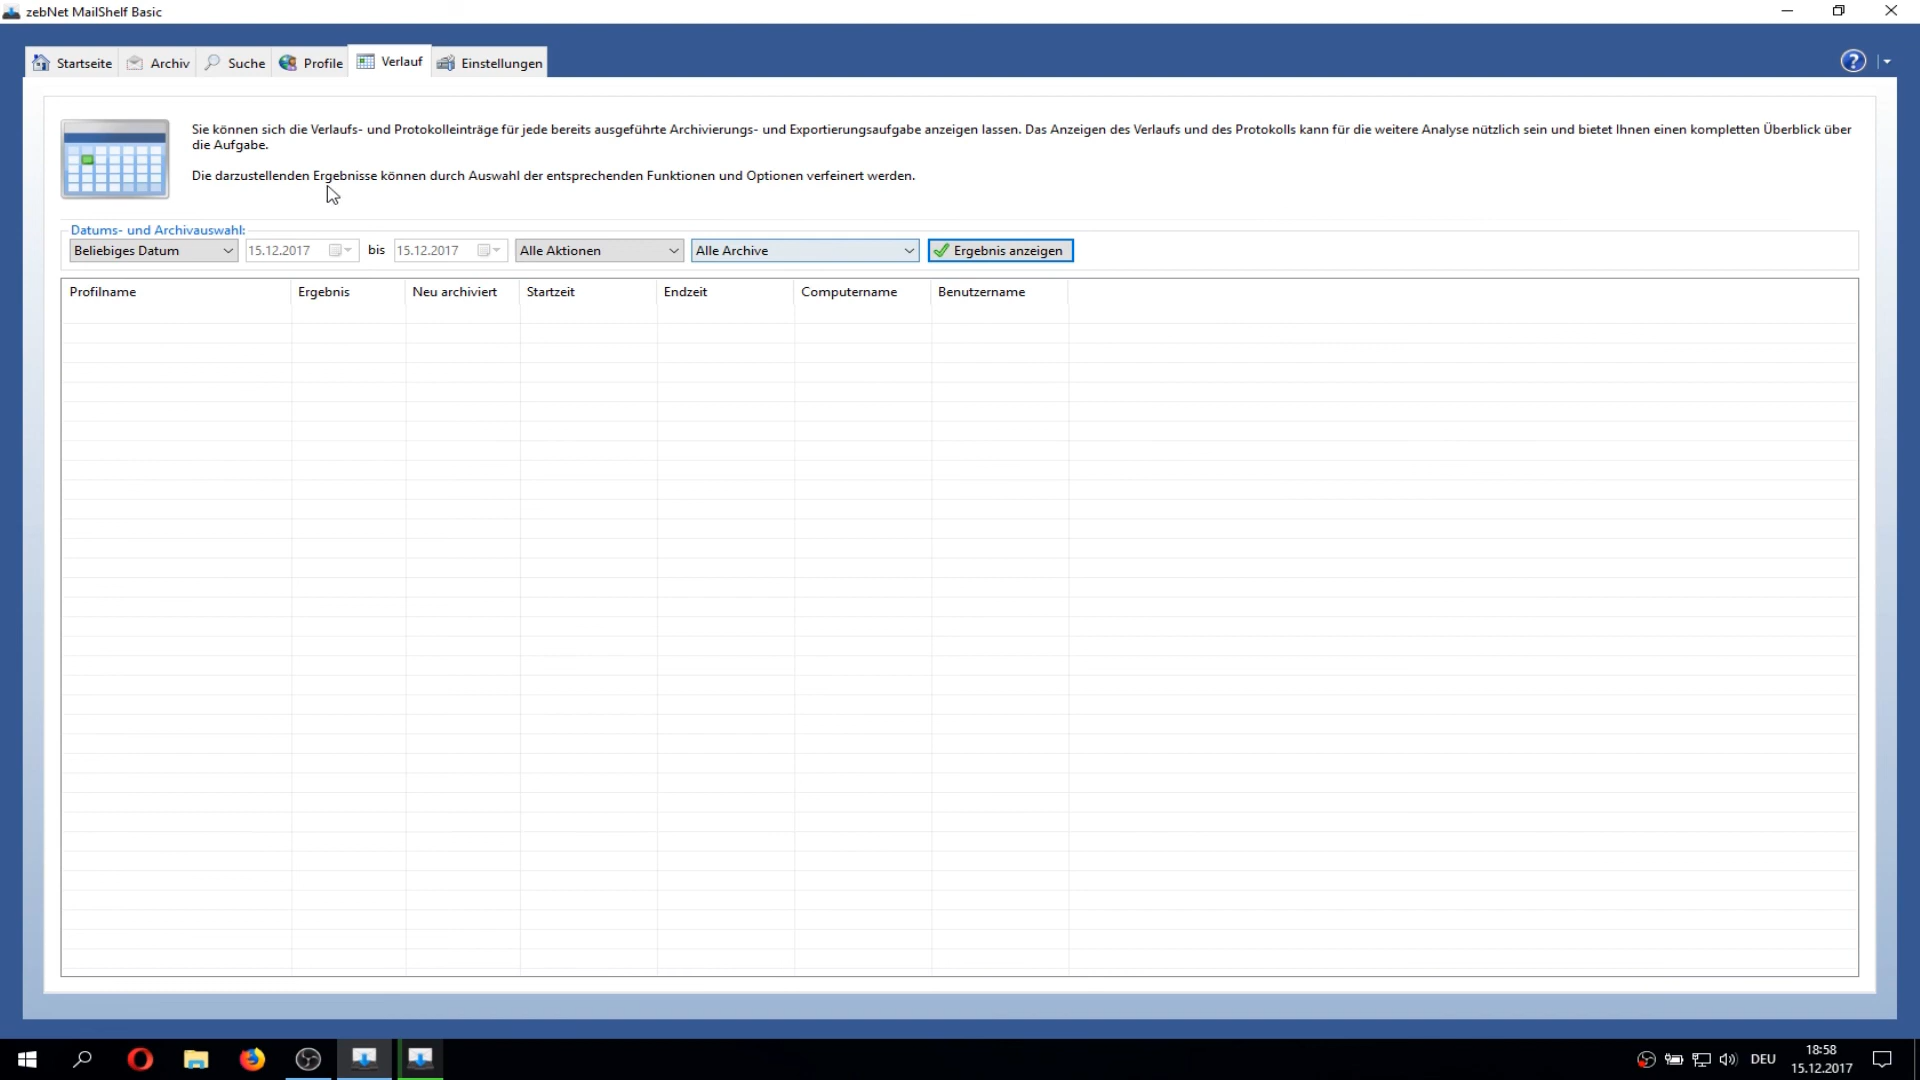 zebNet MailShelf Basic
Startseite Archiv Suche Profile Verlauf Einstellungen
Sie können sich die Verlaufs- und Protokolleinträge für jede bereits ausgeführte Archivierungs- und Exportierungsaufgabe anzeigen lassen. Das Anzeigen des Verlaufs und des Protokolls kann für die weitere Analyse nützlich sein und bietet Ihnen einen kompletten Überblick über
die Aufgabe.
Die darzustellenden Ergebnisse können durch Auswahl der entsprechenden Funktionen und Optionen verfeinert werden.
Datums- und Archivauswahl:
Beliebiges Datum 15.12.2017 bis 15.12.2017 Alle Aktionen Alle Archive Ergebnis anzeigen
Profilname Ergebnis Neu archiviert Startzeit Endzeit Computername Benutzername
DEU 18:58
15.12.2017